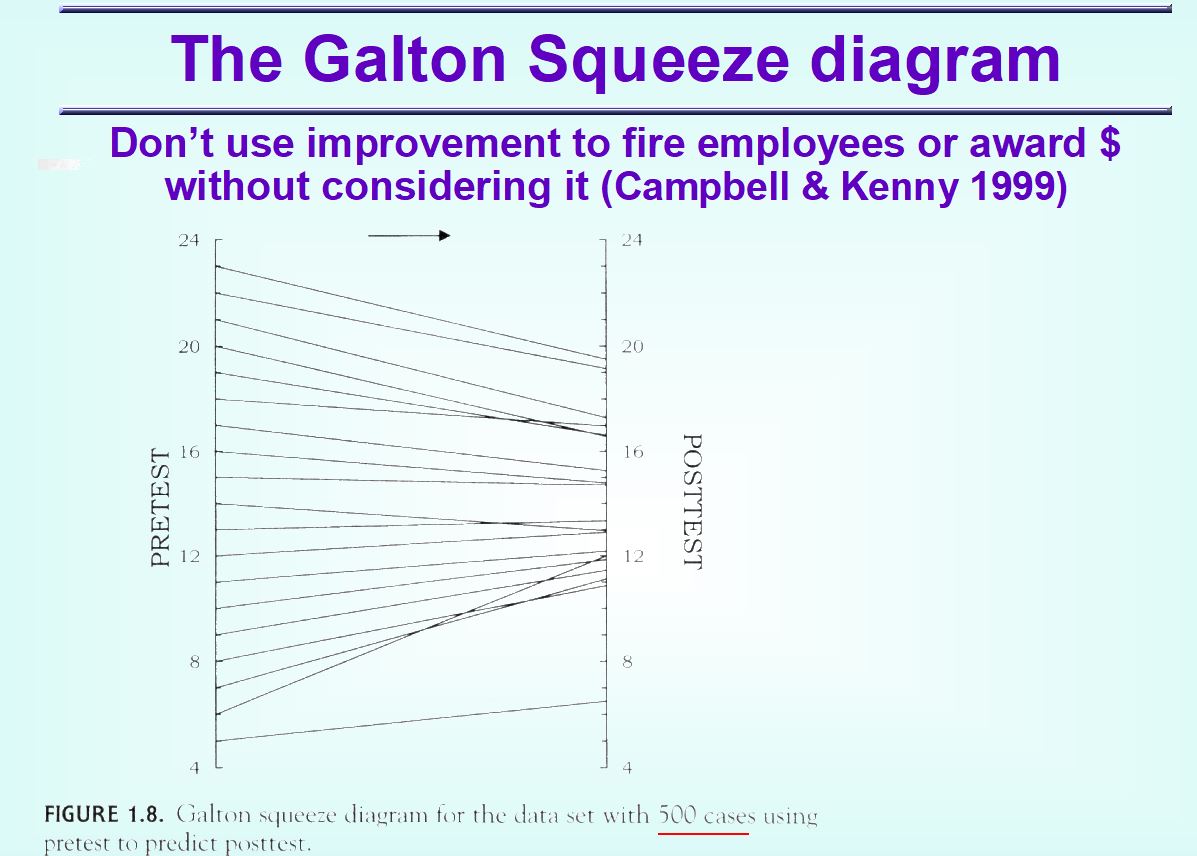 The Galton Squeeze diagram
Don't use improvement to fire employees or award $
without considering it (Campbell & Kenny 1999)
24
24
20
20
PRETEST
16
16
POSTTEST
12
12
8
8
4
4
FIGURE 1.8. Galton squeeze diagram for the data set with 500 cases using
pretest to predict posttest.